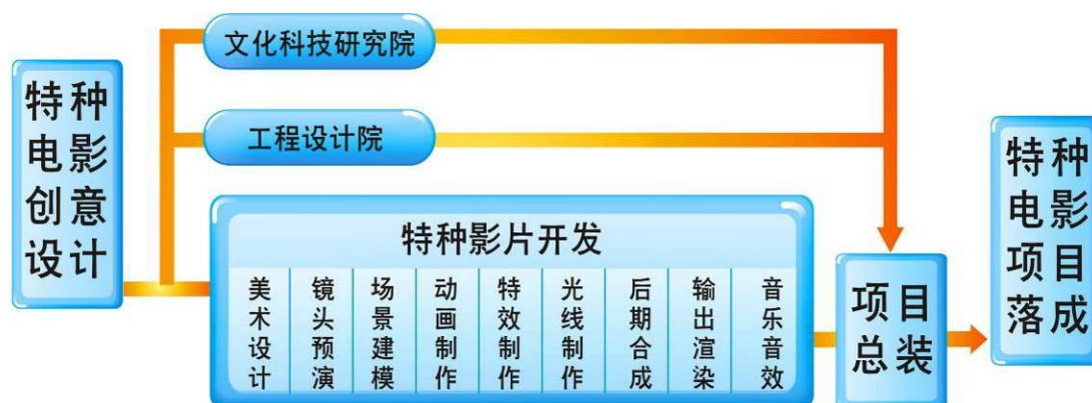 特种
电影
创意
设计
文化科技研究院
工程设计院
特种影片开发
美术设计
镜头预演
场景建模
动画制作
特效制作
光线制作
后期合成
输出渲染
音乐音效
项目
总装
特种
电影
项目
落成